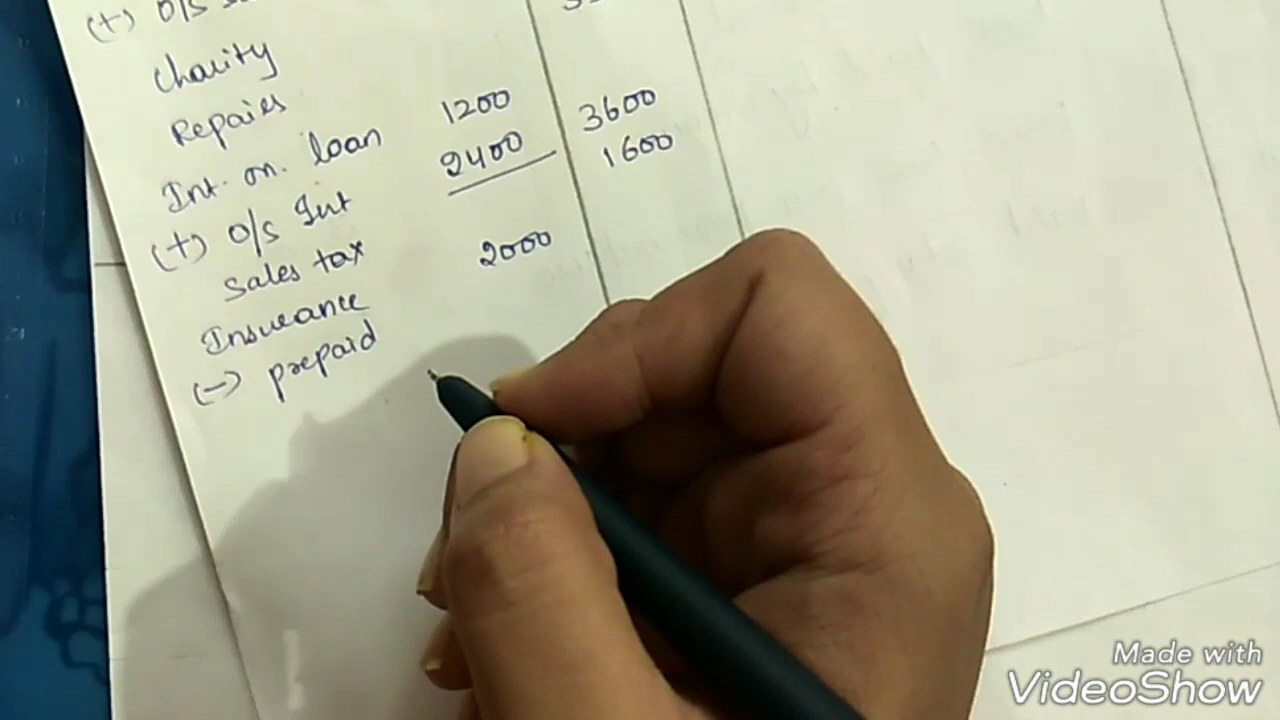 (+) O/S
Charity
Repairs
Int. on. loan 1200
(+) O/s Int 2400 3600
Sales tax 1600
Insurance 2000
(-) prepaid
Made with
VideoShow